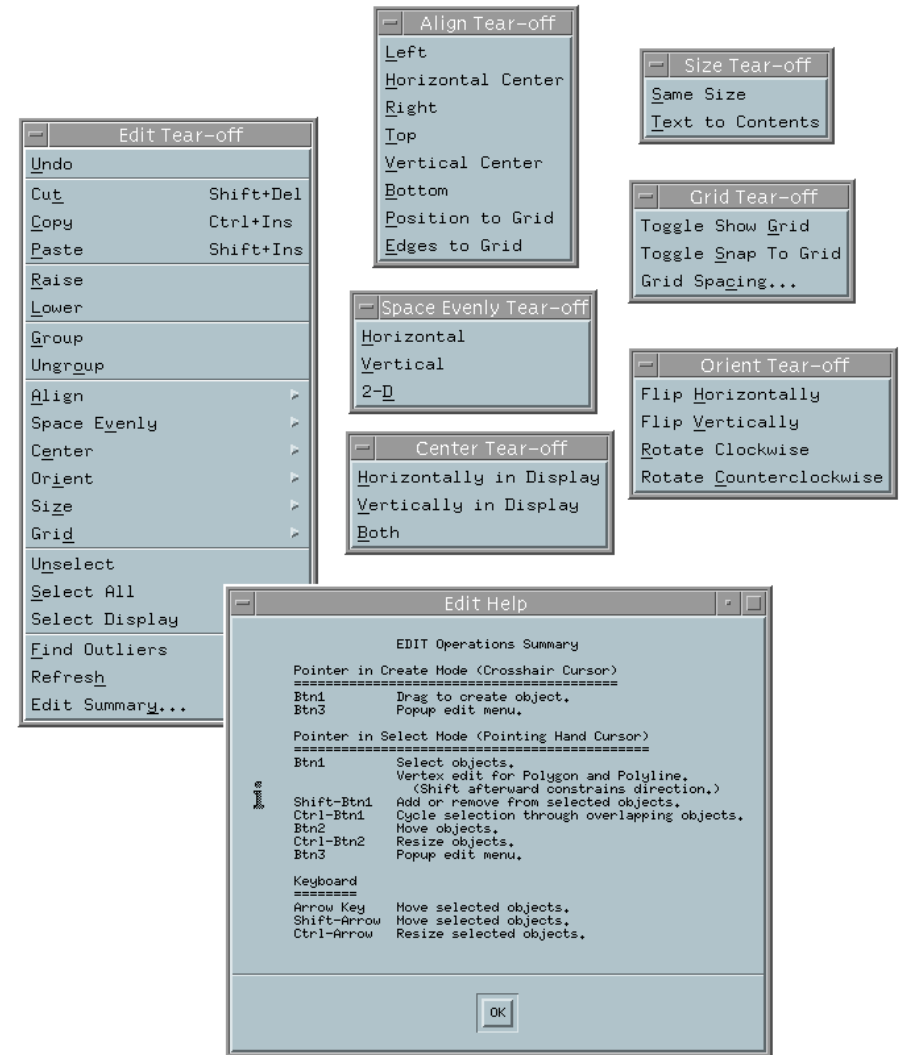 Edit Tear-off
Undo
Cut Shift+Del
Copy Ctrl+Ins
Paste Shift+Ins
Raise
Lower
Group
Ungroup
Align
Space Evenly
Center
Orient
Size
Grid
Unselect
Select All
Select Display
Find Outliers
Refresh
Edit Summary...
Align Tear-off
Left
Horizontal Center
Right
Top
Vertical Center
Bottom
Position to Grid
Edges to Grid
Space Evenly Tear-off
Horizontal
Vertical
2-D
Center Tear-off
Horizontally in Display
Vertically in Display
Both
Size Tear-off
Same Size
Text to Contents
Grid Tear-off
Toggle Show Grid
Toggle Snap To Grid
Grid Spacing...
Orient Tear-off
Flip Horizontally
Flip Vertically
Rotate Clockwise
Rotate Counterclockwise
Edit Help
EDIT Operations Summary
Pointer in Create Mode (Crosshair Cursor)
=========================================
Btn1 Drag to create object.
Btn3 Popup edit menu.
Pointer in Select Mode (Pointing Hand Cursor)
=============================================
Btn1 Select objects.
Vertex edit for Polygon and Polyline.
(Shift afterward constrains direction.)
Shift-Btn1 Add or remove from selected objects.
Ctrl-Btn1 Cycle selection through overlapping objects.
Btn2 Move objects.
Ctrl-Btn2 Resize objects.
Btn3 Popup edit menu.
Keyboard
========
Arrow Key Move selected objects.
Shift-Arrow Move selected objects.
Ctrl-Arrow Resize selected objects.
OK